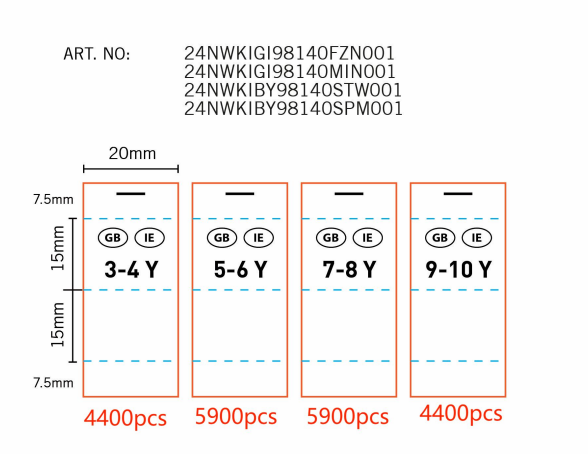 ART. NO: 24NWKIGI98140FZN001
24NWKIGI98140MIN001
24NWKIBY98140STW001
24NWKIBY98140SPM001
20mm
7.5mm
15mm
GB IE GB IE GB IE GB IE
3-4 Y 5-6 Y 7-8 Y 9-10 Y
15mm
7.5mm
4400pcs 5900pcs 5900pcs 4400pcs